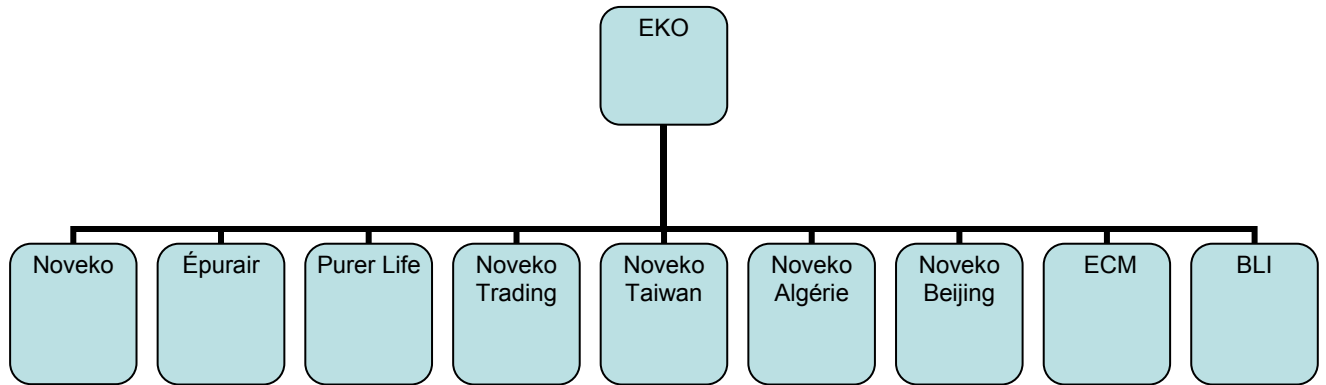 EKO
Noveko
Épurair
Purer Life
Noveko
Trading
Noveko
Taiwan
Noveko
Algérie
Noveko
Beijing
ECM
BLI